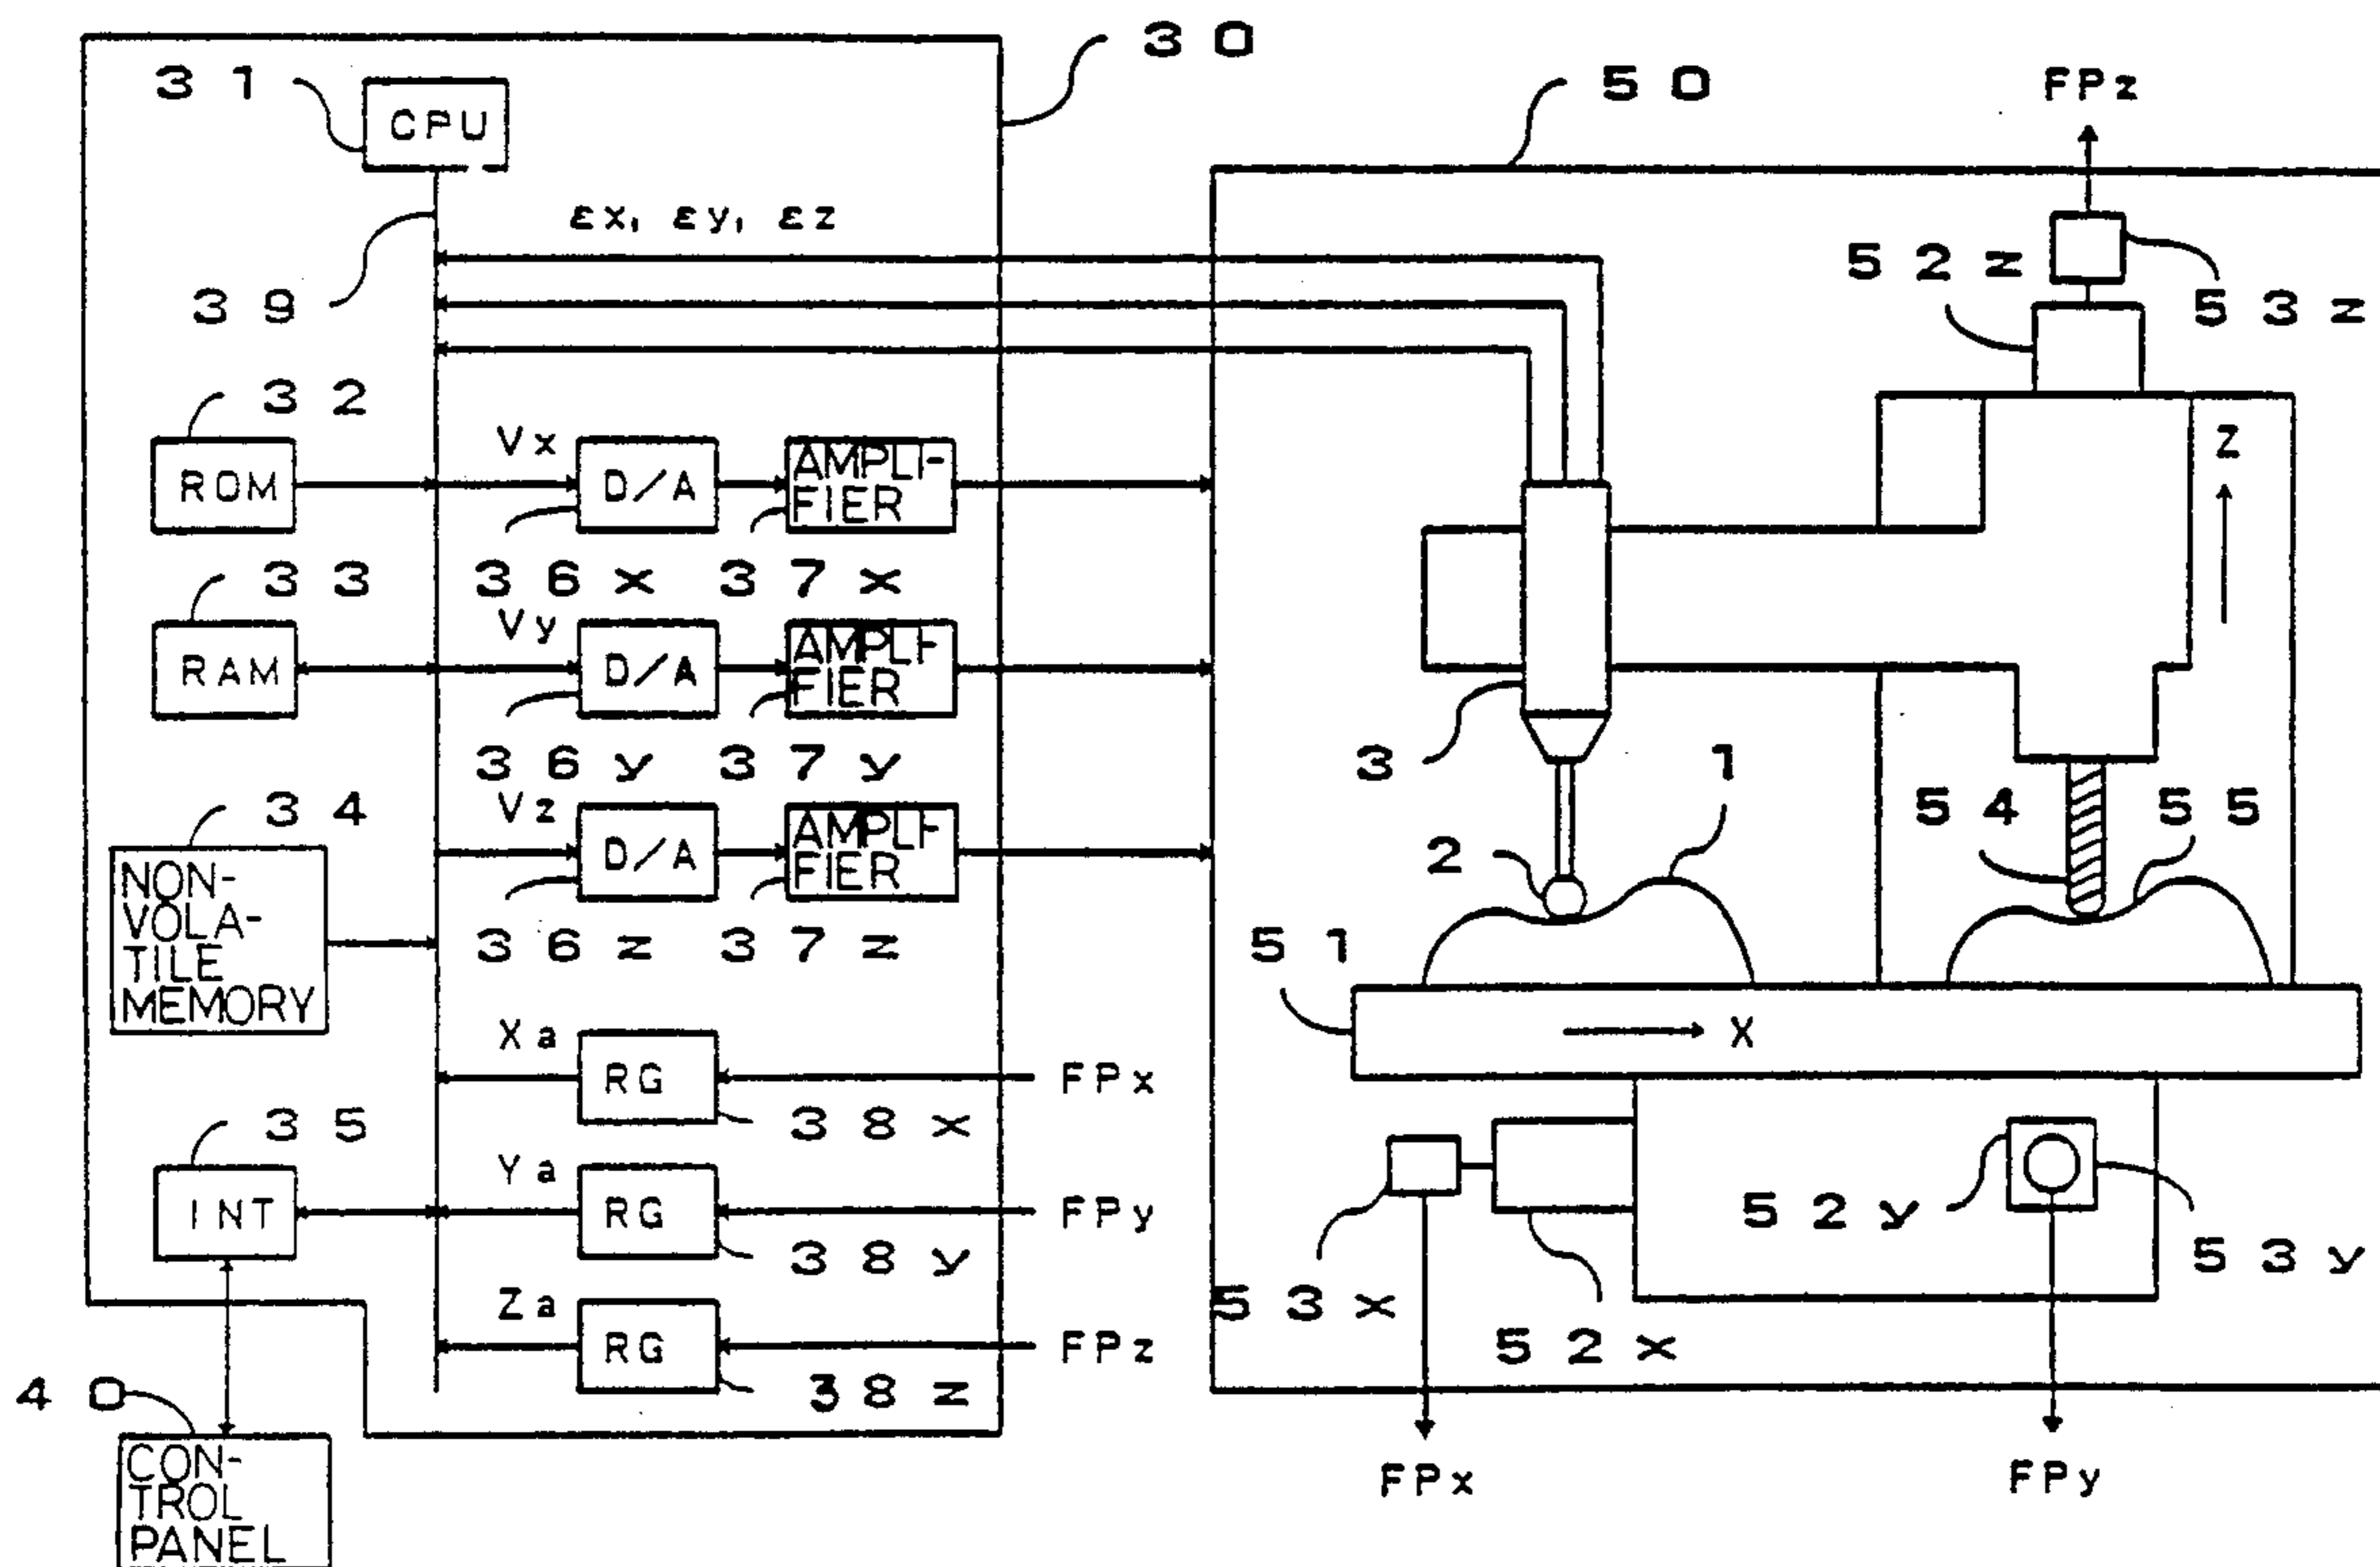 30
31
CPU
50
FPz
εx, εy, εz
39
52z
53z
32
Vx
ROM
D/A
AMPLI-
FIER
Z
33
36x
37x
Vy
RAM
D/A
AMPLI-
FIER
36y
37y
3
1
34
Vz
54
55
D/A
AMPLI-
FIER
2
NON-
VOLA-
TILE
MEMORY
36z
37z
51
Xa
X
RG
FPx
35
38x
Ya
INT
RG
FPy
52y
38y
53y
Za
53x
RG
FPz
52x
40
38z
CON-
TROL
PANEL
FPx
FPy